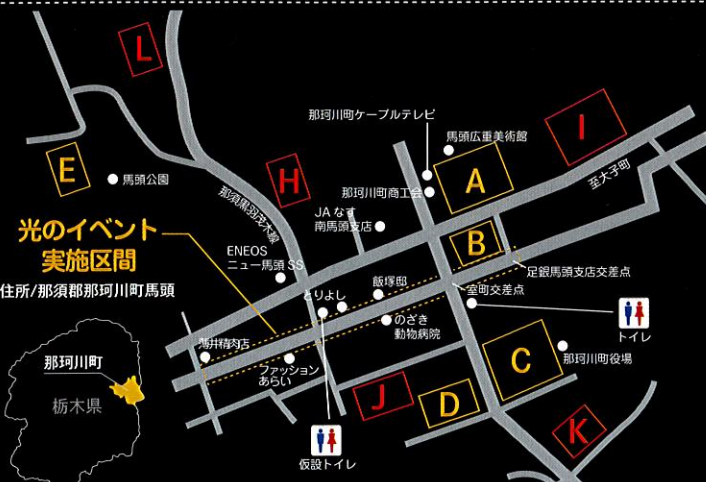 L
I
那珂川町ケーブルテレビ
馬頭広重美術館
E
馬頭公園
H
A
那珂川町商工会
至大子町
那須黒羽茂木線
JAなす
南馬頭支店
光のイベント
実施区間
住所/那須郡那珂川町馬頭
ENEOS
ニュー馬頭SS
B
足銀馬頭支店交差点
室町交差点
飯塚邸
とりよし
のざき
動物病院
トイレ
薄井精肉店
ファッション
あらい
那珂川町
栃木県
C
那珂川町役場
J
D
K
仮設トイレ